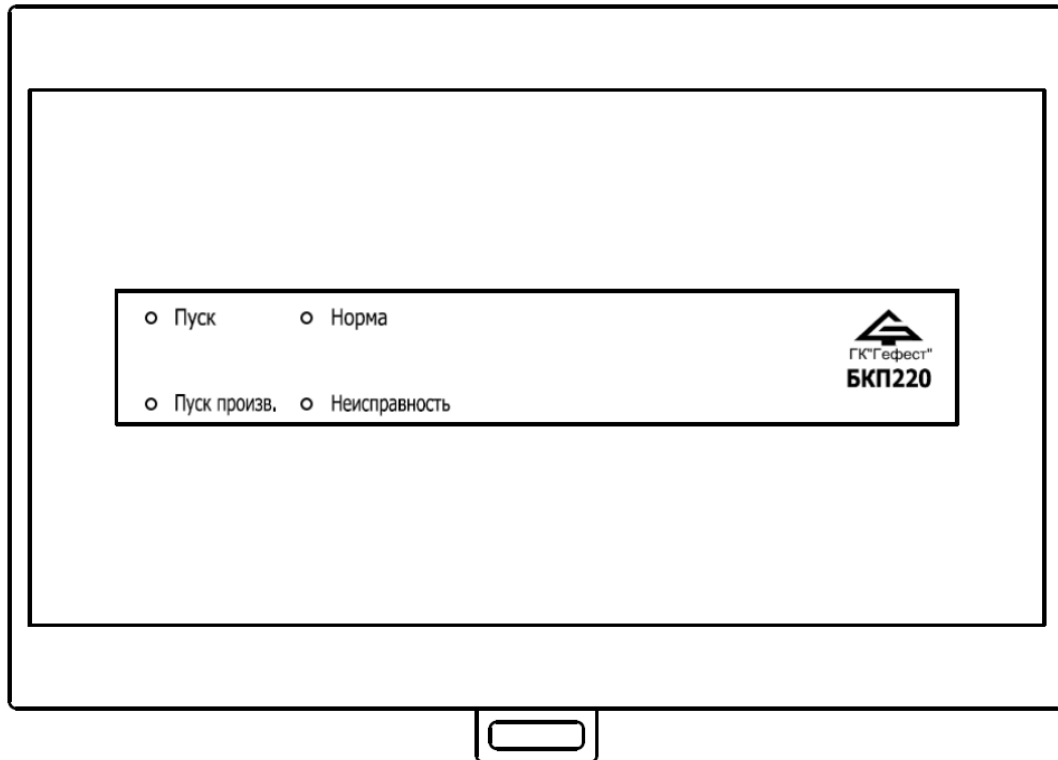 Пуск
Норма
ГК"Гефест"
БКП220
Пуск произв.
Неисправность